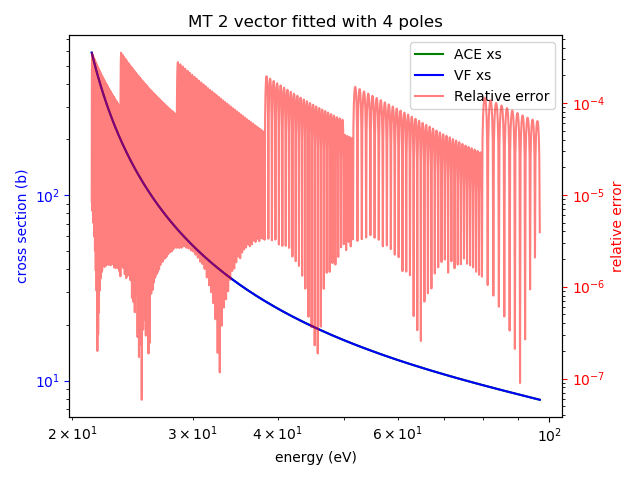 MT 2 vector fitted with 4 poles
ACE xs
VF xs
Relative error
cross section (b)
10²
10¹
relative error
10⁻⁴
10⁻⁵
10⁻⁶
10⁻⁷
2 × 10¹
3 × 10¹
4 × 10¹
6 × 10¹
10²
energy (eV)